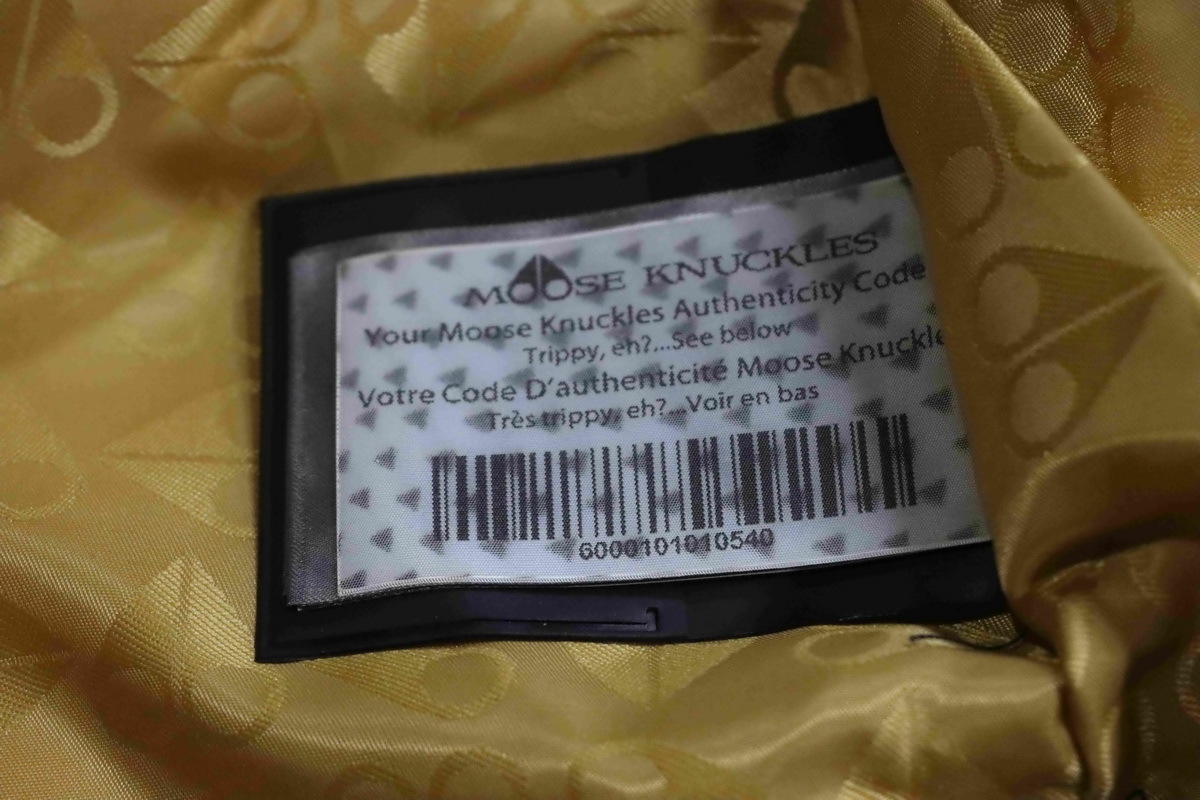 MOOSE KNUCKLES
Your Moose Knuckles Authenticity Code
Trippy, eh?...See below
Votre Code D'authenticité Moose Knuckle
Très trippy, eh?...Voir en bas
6000101010540